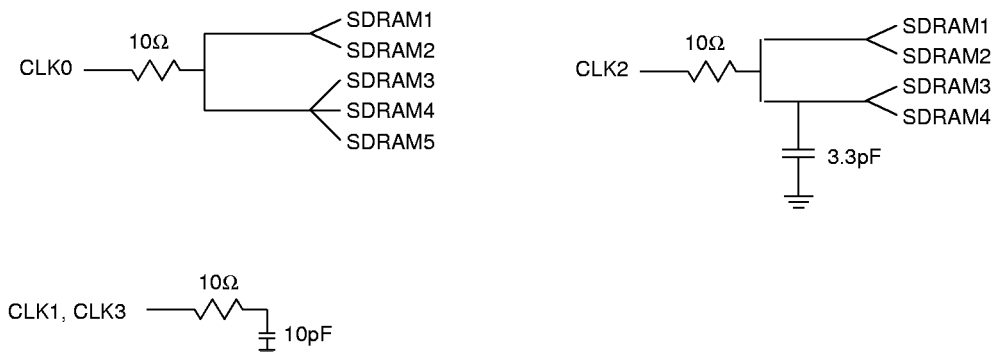 CLK0
10Ω
SDRAM1
SDRAM2
SDRAM3
SDRAM4
SDRAM5
CLK2
10Ω
SDRAM1
SDRAM2
SDRAM3
SDRAM4
3.3pF
CLK1, CLK3
10Ω
10pF